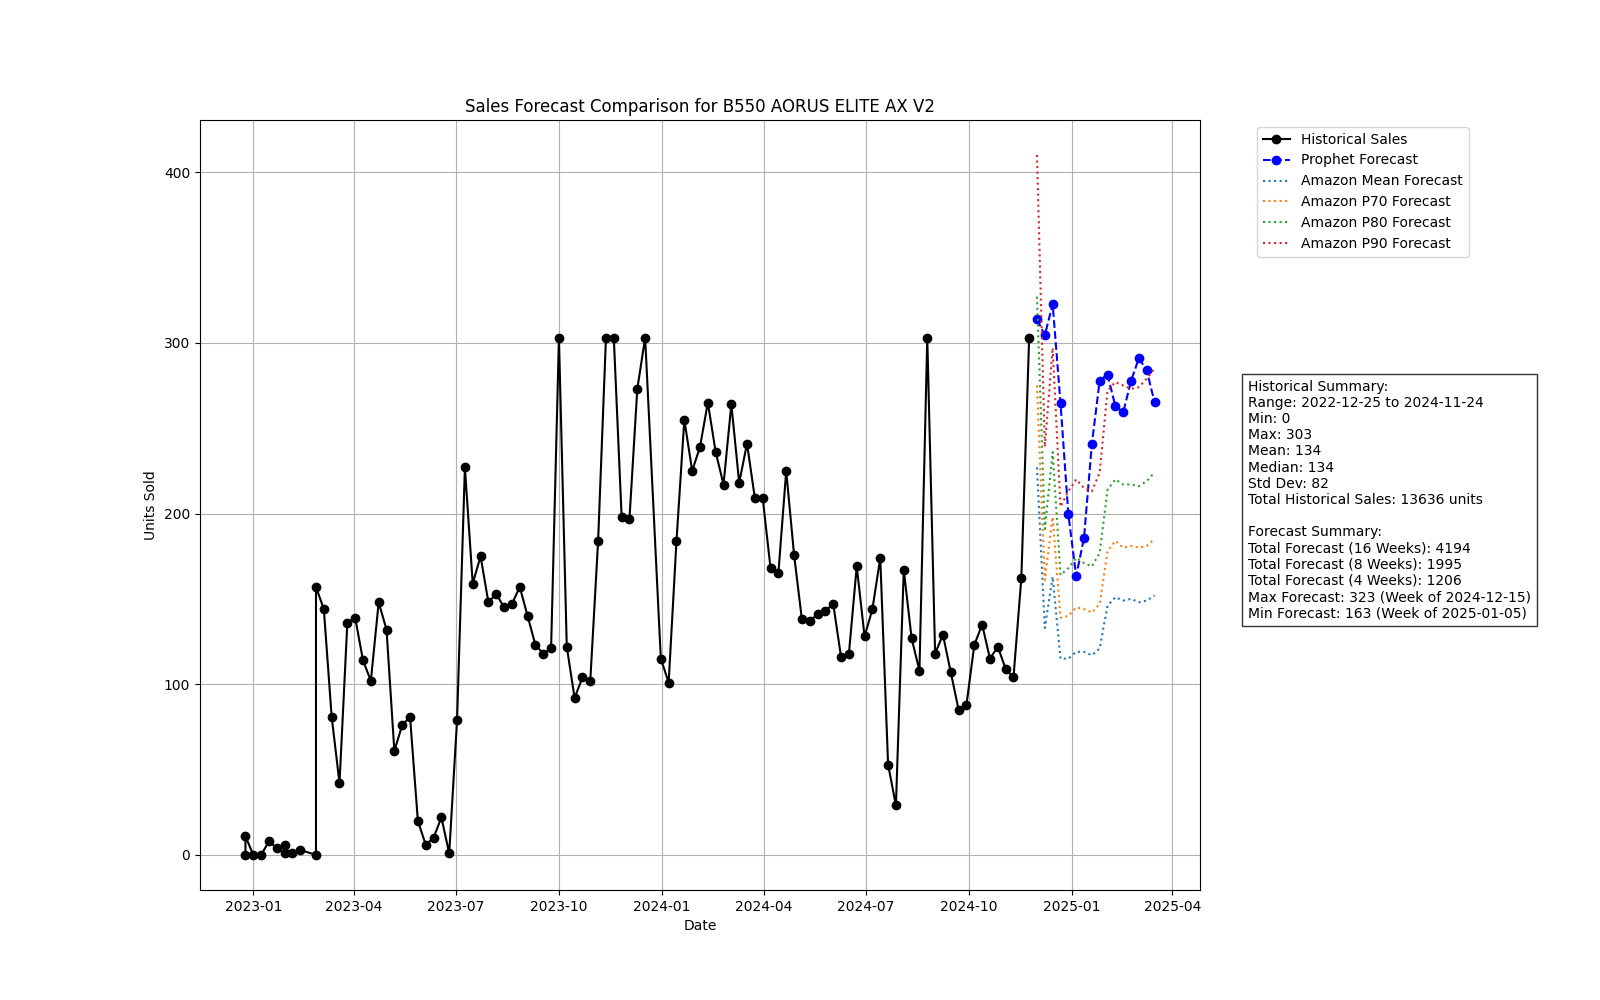 Sales Forecast Comparison for B550 AORUS ELITE AX V2
Units Sold
400
300
200
100
0
2023-01 2023-04 2023-07 2023-10 2024-01 2024-04 2024-07 2024-10 2025-01 2025-04
Date
Historical Sales
Prophet Forecast
Amazon Mean Forecast
Amazon P70 Forecast
Amazon P80 Forecast
Amazon P90 Forecast
Historical Summary:
Range: 2022-12-25 to 2024-11-24
Min: 0
Max: 303
Mean: 134
Median: 134
Std Dev: 82
Total Historical Sales: 13636 units
Forecast Summary:
Total Forecast (16 Weeks): 4194
Total Forecast (8 Weeks): 1995
Total Forecast (4 Weeks): 1206
Max Forecast: 323 (Week of 2024-12-15)
Min Forecast: 163 (Week of 2025-01-05)